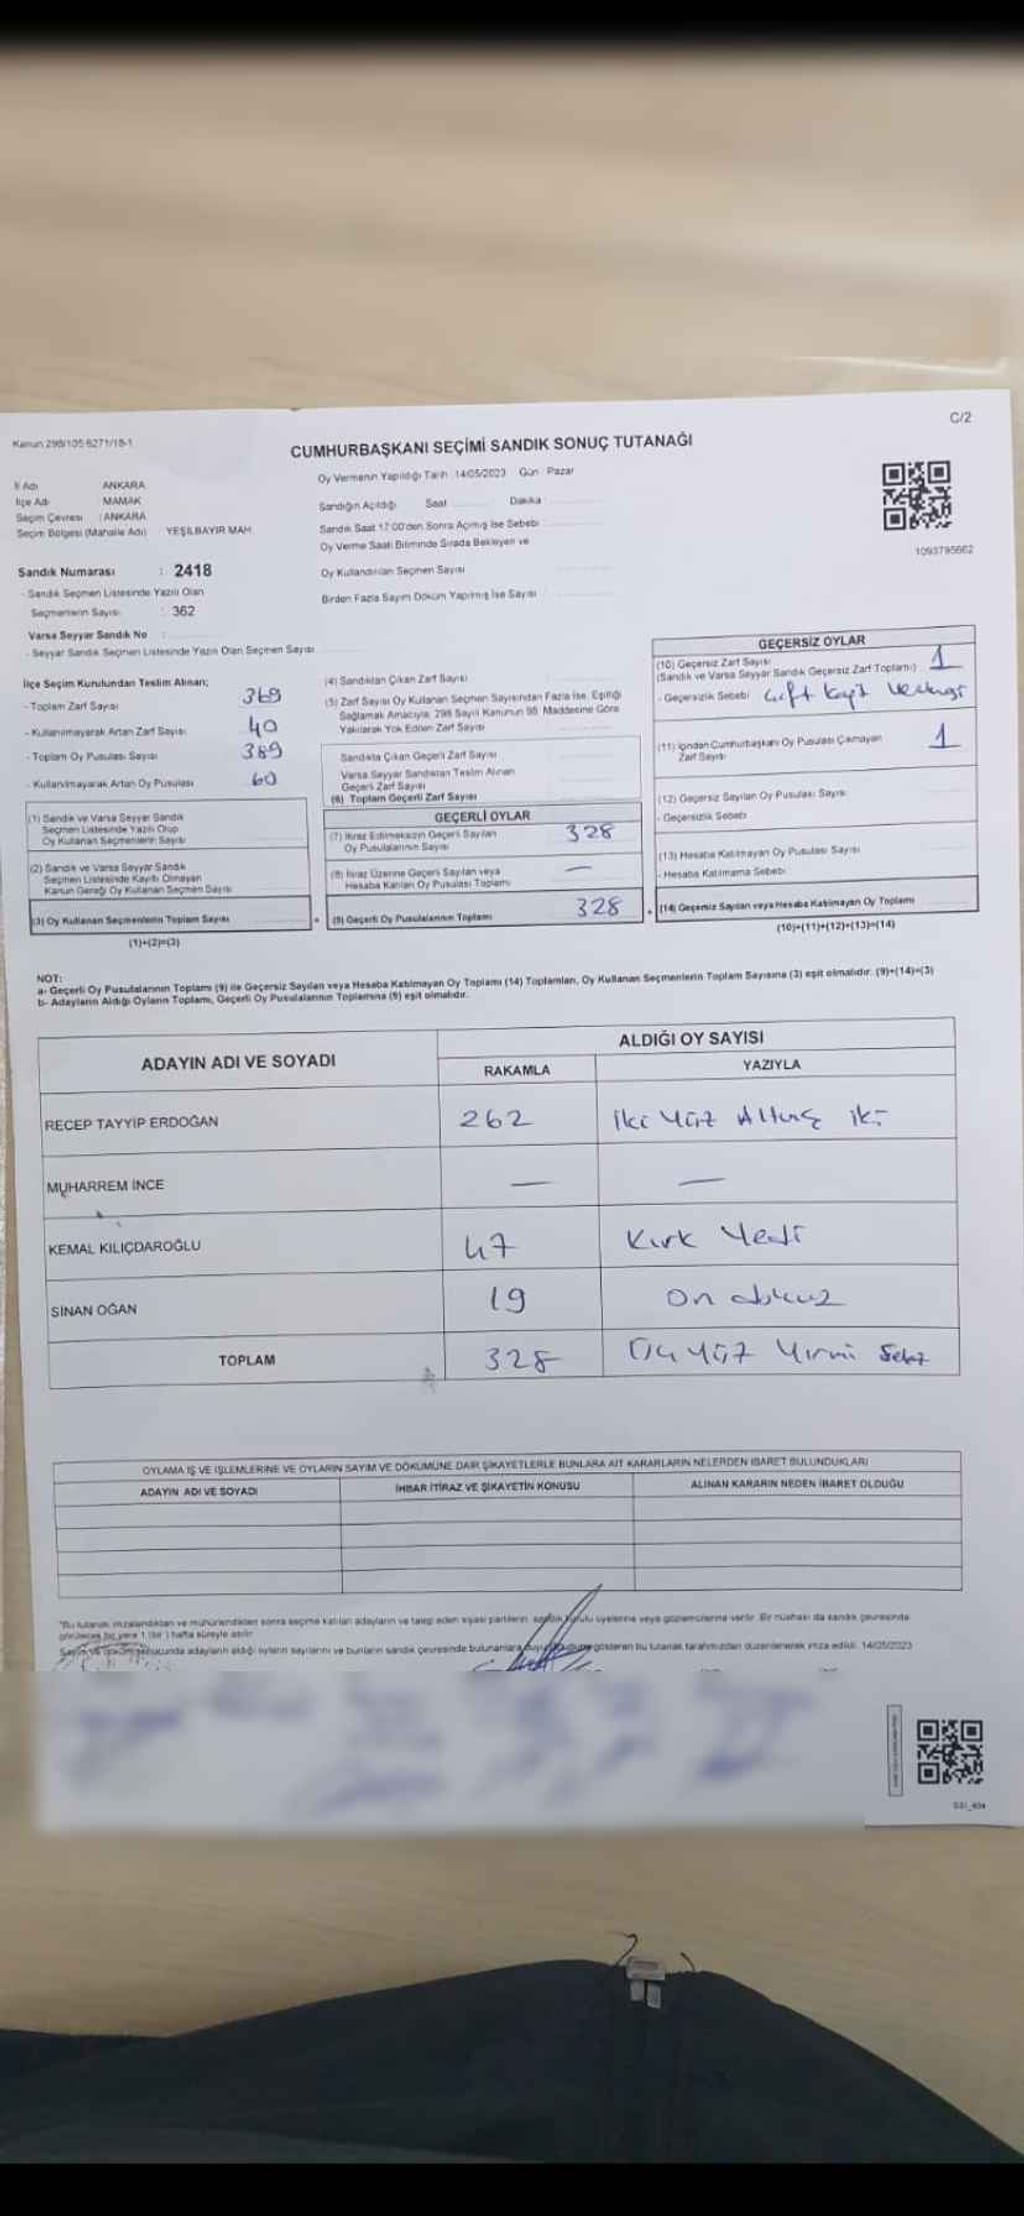 C/2
Kanun 298/105 6271/18-1
CUMHURBAŞKANI SEÇİMİ SANDIK SONUÇ TUTANAĞI
İl Adı ANKARA
İlçe Adı MAMAK
Seçim Çevresi : ANKARA
Seçim Bölgesi (Mahalle Adı) YEŞİLBAYIR MAH.
Oy Vermenin Yapıldığı Tarih 14/05/2023 Gün Pazar
Sandığın Açıldığı Saat Dakika
Sandık Saat 17:00'den Sonra Açılmış İse Sebebi
Oy Verme Saati Bitiminde Sırada Bekleyen ve
Oy Kullandırılan Seçmen Sayısı
Birden Fazla Sayım Döküm Yapılmış İse Sayısı
1093795662
Sandık Numarası : 2418
- Sandık Seçmen Listesinde Yazılı Olan
Seçmenlerin Sayısı : 362
Varsa Seyyar Sandık No :
- Seyyar Sandık Seçmen Listesinde Yazılı Olan Seçmen Sayısı
İlçe Seçim Kurulundan Teslim Alınan;
- Toplam Zarf Sayısı 369
- Kullanılmayarak Artan Zarf Sayısı 40
- Toplam Oy Pusulası Sayısı 389
- Kullanılmayarak Artan Oy Pusulası 60
(1) Sandık ve Varsa Seyyar Sandık
Seçmen Listesinde Yazılı Olup
Oy Kullanan Seçmenlerin Sayısı
(2) Sandık ve Varsa Seyyar Sandık
Seçmen Listesinde Kayıtlı Olmayan
Kanun Gereği Oy Kullanan Seçmen Sayısı
(3) Oy Kullanan Seçmenlerin Toplam Sayısı
(1)+(2)=(3)
(4) Sandıktan Çıkan Zarf Sayısı
(5) Zarf Sayısı Oy Kullanan Seçmen Sayısından Fazla İse, Eşitliği
Sağlamak Amacıyla, 298 Sayılı Kanunun 98. Maddesine Göre
Yakılarak Yok Edilen Zarf Sayısı
Sandıkta Çıkan Geçerli Zarf Sayısı
Varsa Seyyar Sandıktan Teslim Alınan
Geçerli Zarf Sayısı
(6) Toplam Geçerli Zarf Sayısı
GEÇERLİ OYLAR
(7) İtiraz Edilmeksizin Geçerli Sayılan
Oy Pusulalarının Sayısı 328
(8) İtiraz Üzerine Geçerli Sayılan veya
Hesaba Katılan Oy Pusulası Toplamı —
(9) Geçerli Oy Pusulalarının Toplamı 328
GEÇERSİZ OYLAR
(10) Geçersiz Zarf Sayısı
(Sandık ve Varsa Seyyar Sandık Geçersiz Zarf Toplamı) 1
- Geçersizlik Sebebi Çift
(11) İçinden Cumhurbaşkanı Oy Pusulası Çıkmayan
Zarf Sayısı 1
(12) Geçersiz Sayılan Oy Pusulası Sayısı
- Geçersizlik Sebebi
(13) Hesaba Katılmayan Oy Pusulası Sayısı
- Hesaba Katılmama Sebebi
(14) Geçersiz Sayılan veya Hesaba Katılmayan Oy Toplamı
(10)+(11)+(12)+(13)=(14)
NOT:
a- Geçerli Oy Pusulalarının Toplamı (9) ile Geçersiz Sayılan veya Hesaba Katılmayan Oy Toplamı (14) Toplamları, Oy Kullanan Seçmenlerin Toplam Sayısına (3) eşit olmalıdır. (9)+(14)=(3)
b- Adayların Aldığı Oyların Toplamı, Geçerli Oy Pusulalarının Toplamına (9) eşit olmalıdır.
ADAYIN ADI VE SOYADI ALDIĞI OY SAYISI
RAKAMLA YAZIYLA
RECEP TAYYİP ERDOĞAN 262 İki Yüz Altmış iki
MUHARREM İNCE — —
KEMAL KILIÇDAROĞLU 47 Kırk Yedi
SİNAN OĞAN 19 On dokuz
TOPLAM 328 Üç Yüz Yirmi Sekiz
OYLAMA İŞ VE İŞLEMLERİNE VE OYLARIN SAYIM VE DÖKÜMÜNE DAİR ŞİKAYETLERLE BUNLARA AİT KARARLARIN NELERDEN İBARET BULUNDUKLARI
ADAYIN ADI VE SOYADI İHBAR İTİRAZ VE ŞİKAYETİN KONUSU ALINAN KARARIN NEDEN İBARET OLDUĞU
"Bu tutanak imzalandıktan ve mühürlendikten sonra seçime katılan adayların ve talep eden siyasi partilerin sandık kurulu üyelerine veya gözlemcilerine verilir. Bir nüshası da sandık çevresinde
görülecek bir yere 1 (bir) hafta süreyle asılır.
sonucunda adayların aldığı oyların sayılarını ve bunların sandık çevresinde bulunanlara gösteren bu tutanak tarafımızdan düzenlenerek imza edildi. 14/05/2023